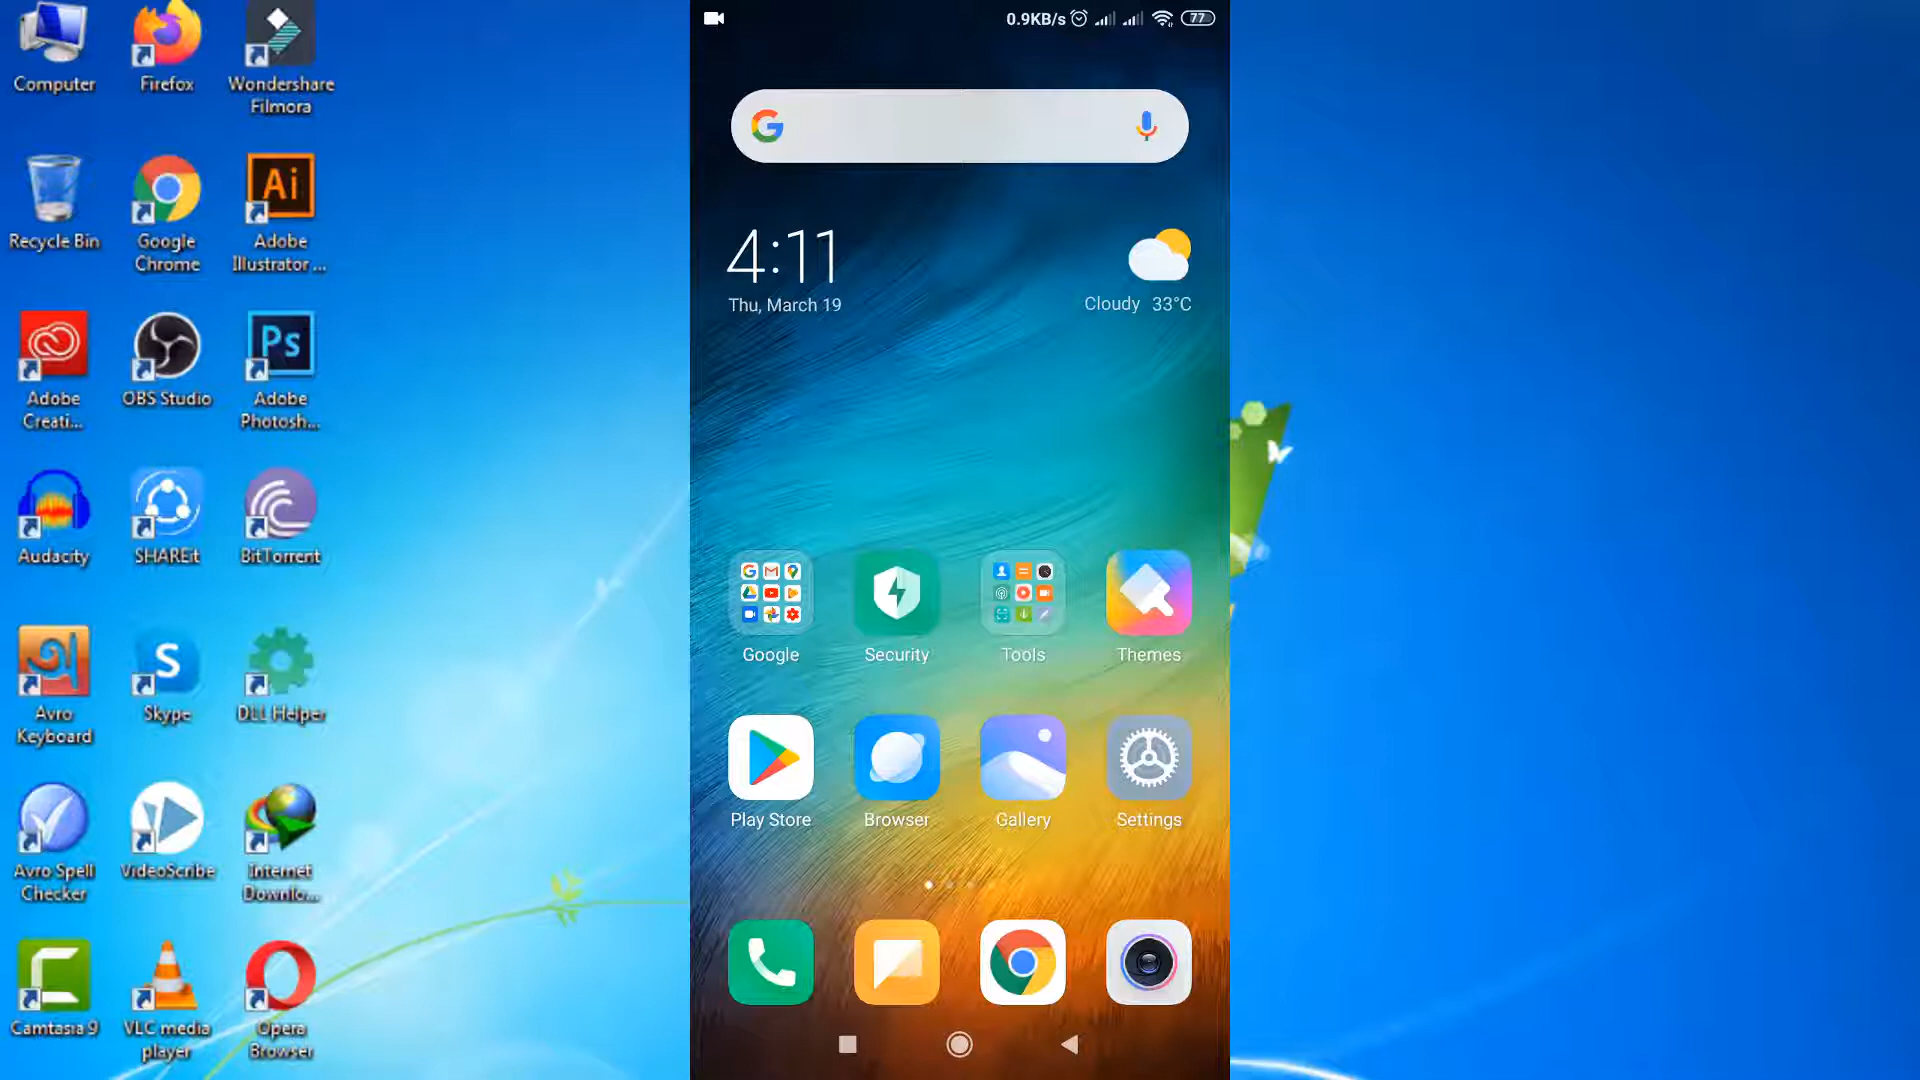 Computer
Firefox
Wondershare
Filmora
Recycle Bin
Google
Chrome
Ai
Adobe
Illustrator ...
Adobe
Creati...
OBS Studio
Ps
Adobe
Photosh...
Audacity
SHAREit
BitTorrent
Avro
Keyboard
S
Skype
DLL Helper
Avro Spell
Checker
VideoScribe
Internet
Downlo...
Camtasia 9
VLC media
player
Opera
Browser
0.9KB/s
77
4:11
Thu, March 19
Cloudy 33°C
Google
Security
Tools
Themes
Play Store
Browser
Gallery
Settings